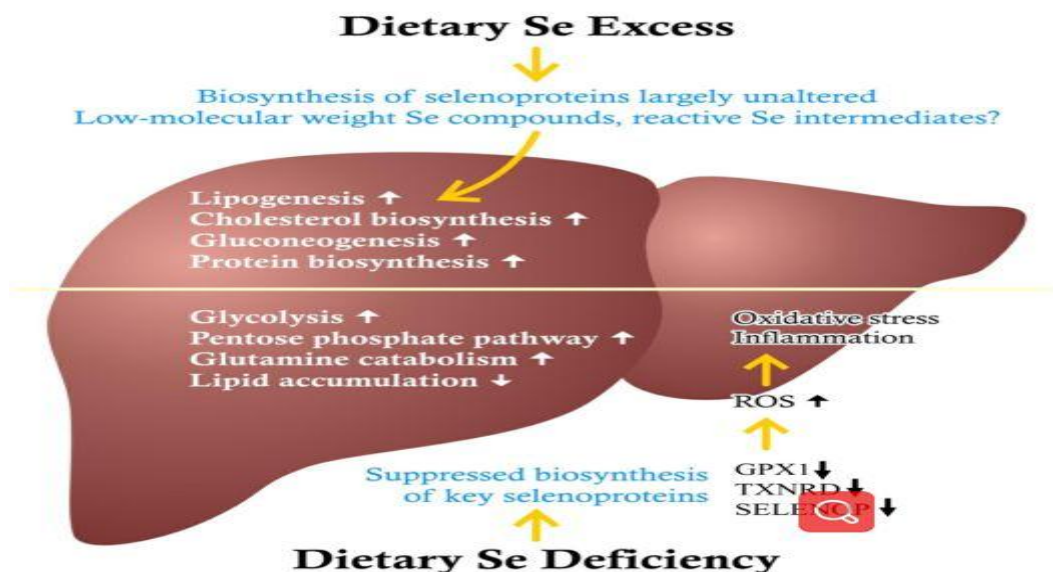 Dietary Se Excess
Biosynthesis of selenoproteins largely unaltered
Low-molecular weight Se compounds, reactive Se intermediates?
Lipogenesis ↑
Cholesterol biosynthesis ↑
Gluconeogenesis ↑
Protein biosynthesis ↑
Glycolysis ↑
Pentose phosphate pathway ↑
Glutamine catabolism ↑
Lipid accumulation ↓
Oxidative stress
Inflammation
ROS ↑
GPX1 ↓
TXNRD ↓
SELENOP ↓
Suppressed biosynthesis
of key selenoproteins
Dietary Se Deficiency